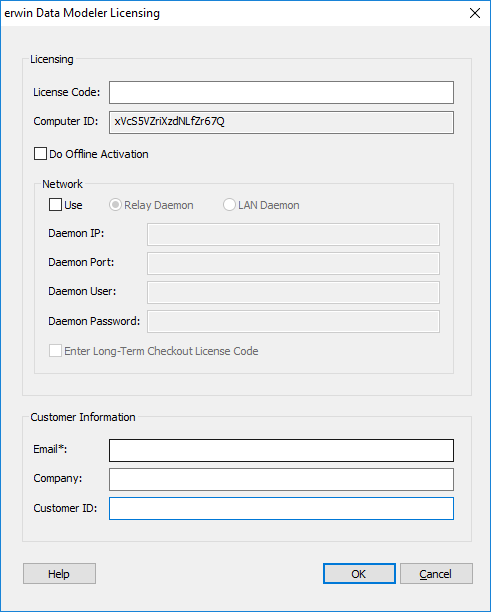 erwin Data Modeler Licensing
Licensing
License Code:
Computer ID: xVcS5VZriXzdNLfZr67Q
Do Offline Activation
Network
Use Relay Daemon LAN Daemon
Daemon IP:
Daemon Port:
Daemon User:
Daemon Password:
Enter Long-Term Checkout License Code
Customer Information
Email*:
Company:
Customer ID:
Help OK Cancel